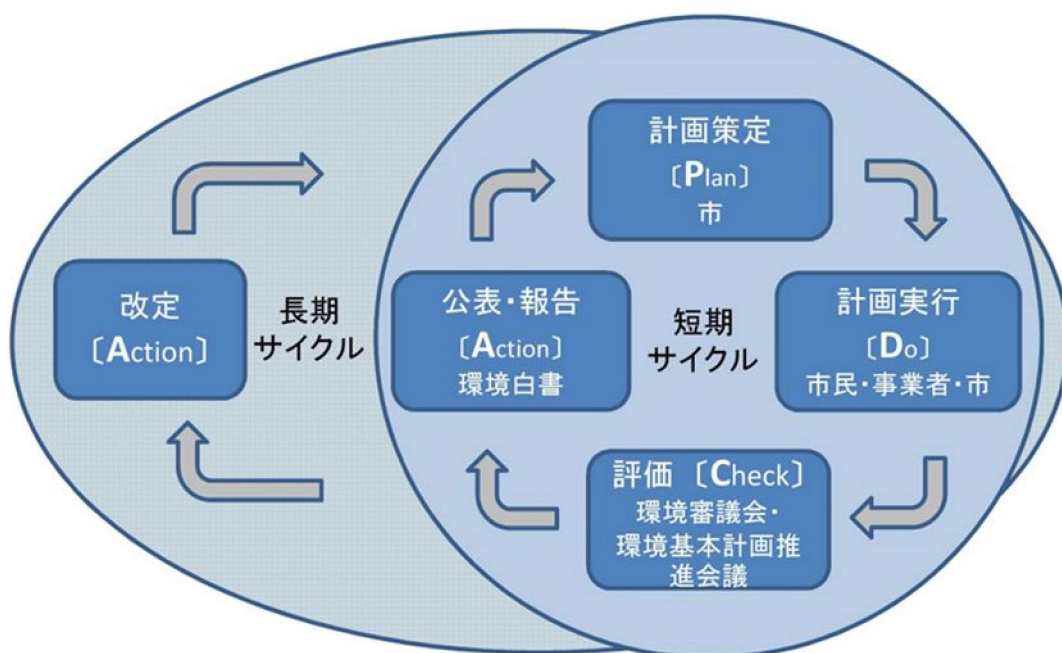 計画策定
〔Plan〕
市
改定
〔Action〕
長期
サイクル
公表・報告
〔Action〕
環境白書
短期
サイクル
計画実行
〔Do〕
市民・事業者・市
評価 〔Check〕
環境審議会・
環境基本計画推
進会議